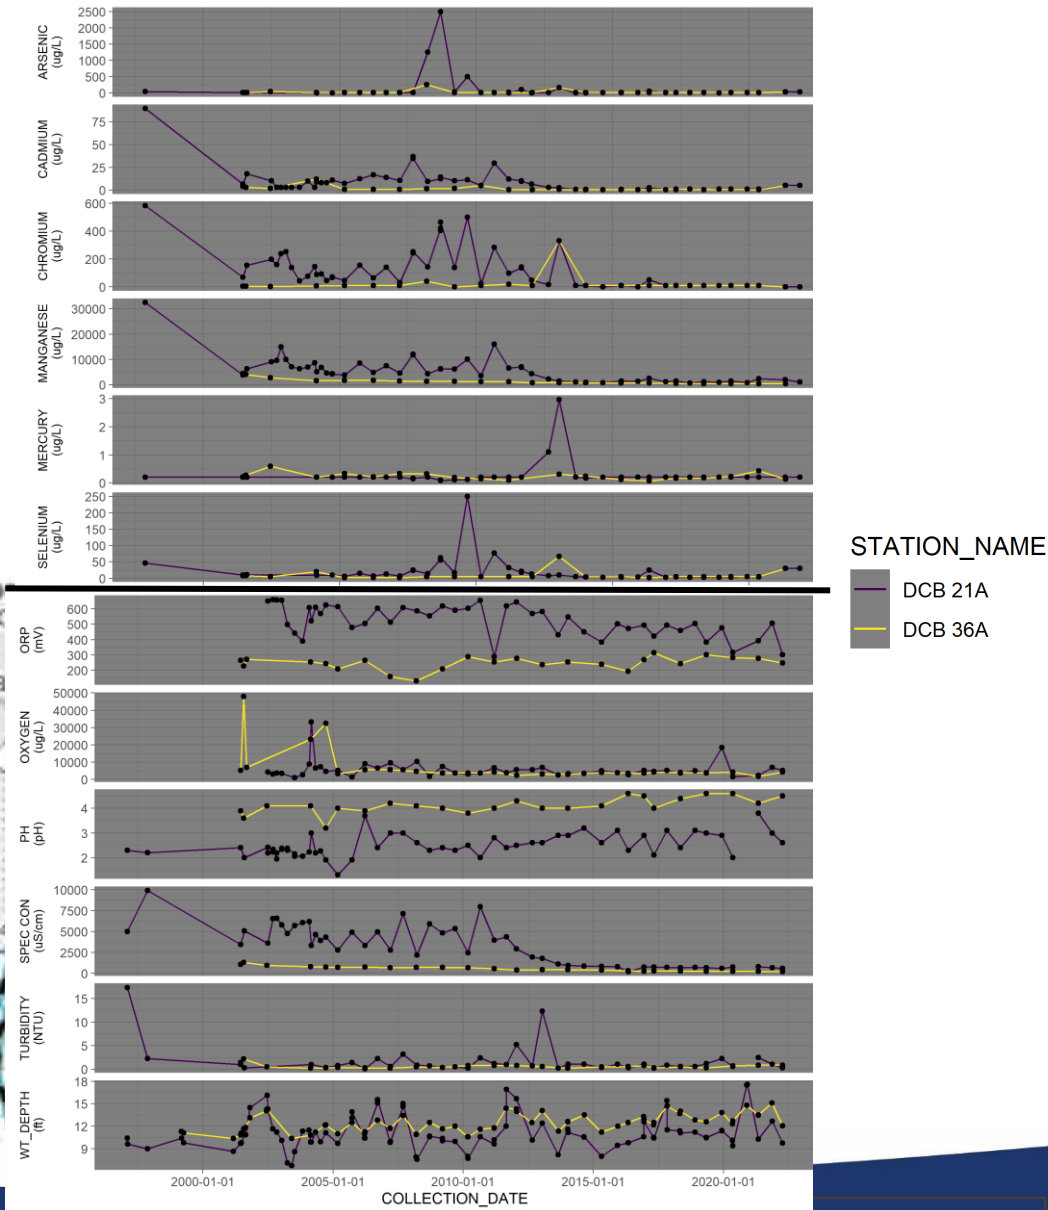 ARSENIC
(ug/L)
2500
2000
1500
1000
500
0
CADMIUM
(ug/L)
75
50
25
0
CHROMIUM
(ug/L)
600
400
200
0
MANGANESE
(ug/L)
30000
20000
10000
0
MERCURY
(ug/L)
3
2
1
0
SELENIUM
(ug/L)
250
200
150
100
50
0
STATION_NAME
DCB 21A
DCB 36A
ORP
(mV)
600
500
400
300
200
OXYGEN
(ug/L)
50000
40000
30000
20000
10000
0
PH
(pH)
4
3
2
SPEC CON
(uS/cm)
10000
7500
5000
2500
0
TURBIDITY
(NTU)
15
10
5
0
WT_DEPTH
(ft)
18
15
12
9
2000-01-01 2005-01-01 2010-01-01 2015-01-01 2020-01-01
COLLECTION_DATE